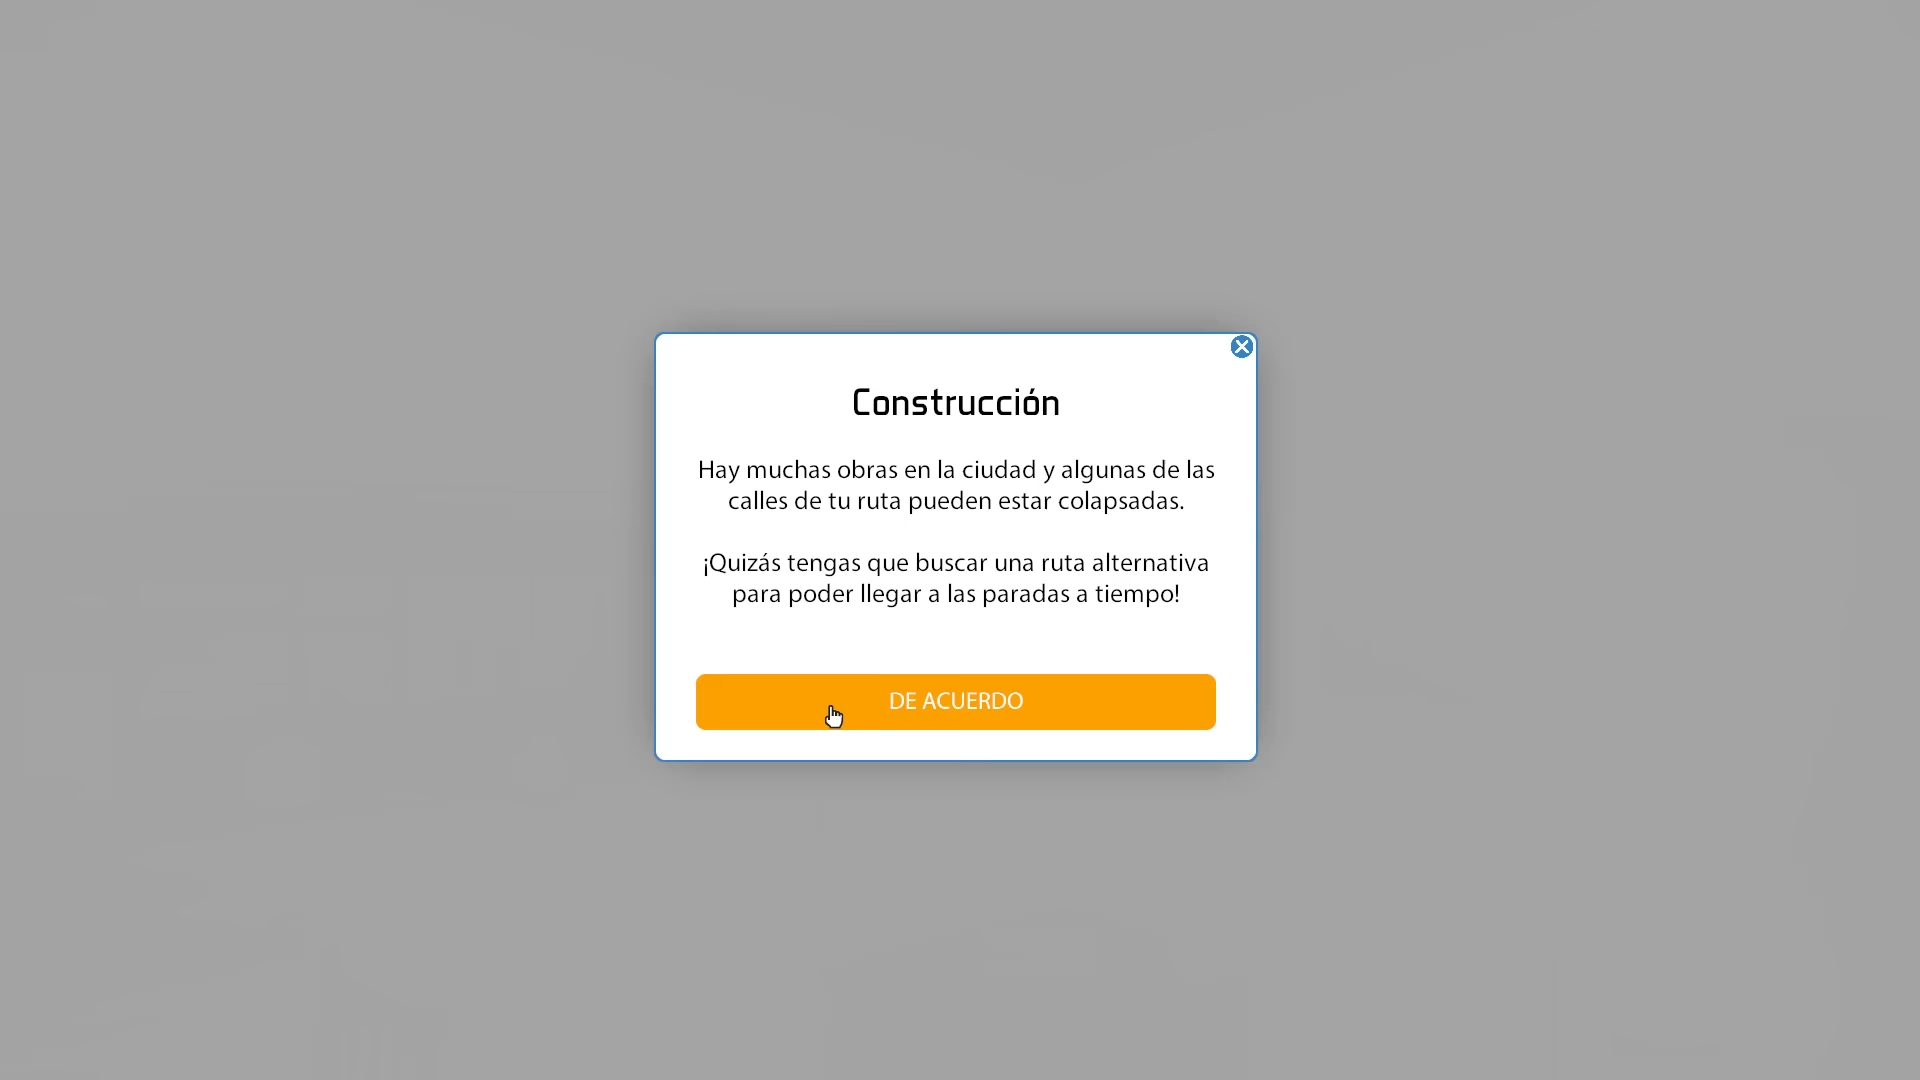 Construcción
Hay muchas obras en la ciudad y algunas de las
calles de tu ruta pueden estar colapsadas.
¡Quizás tengas que buscar una ruta alternativa
para poder llegar a las paradas a tiempo!
DE ACUERDO